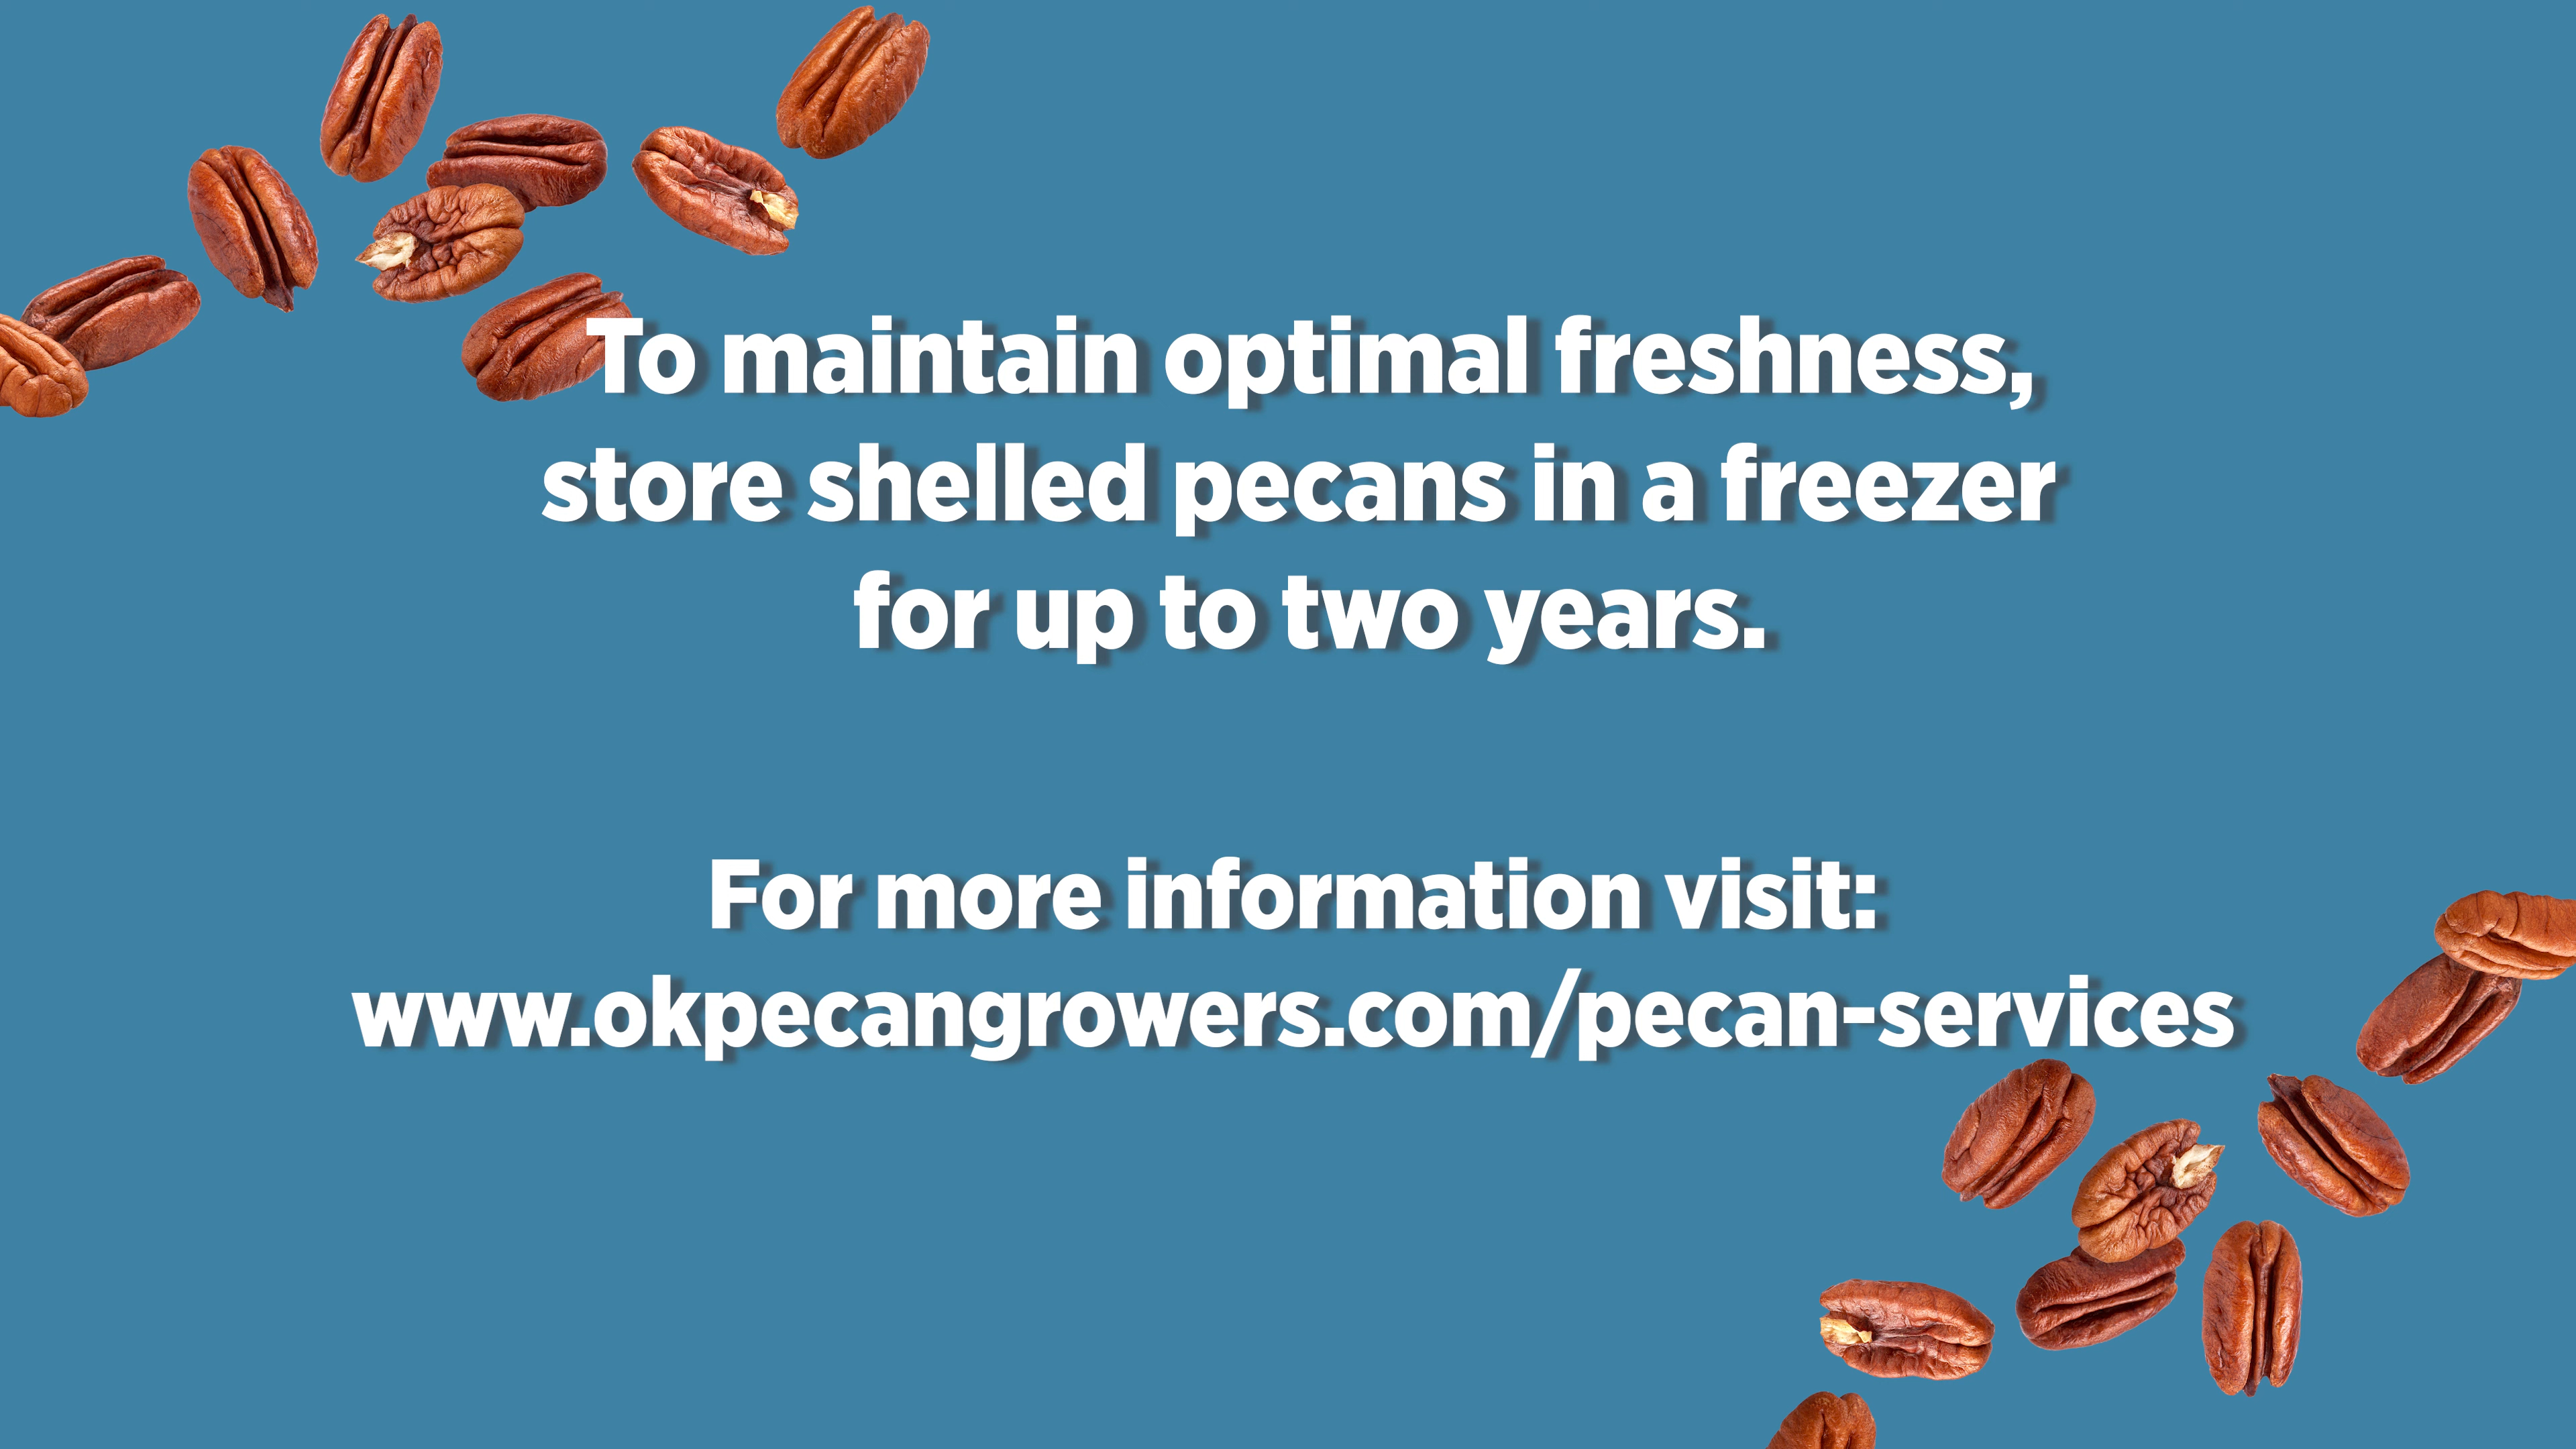 To maintain optimal freshness,
store shelled pecans in a freezer
for up to two years.
For more information visit:
www.okpecangrowers.com/pecan-services